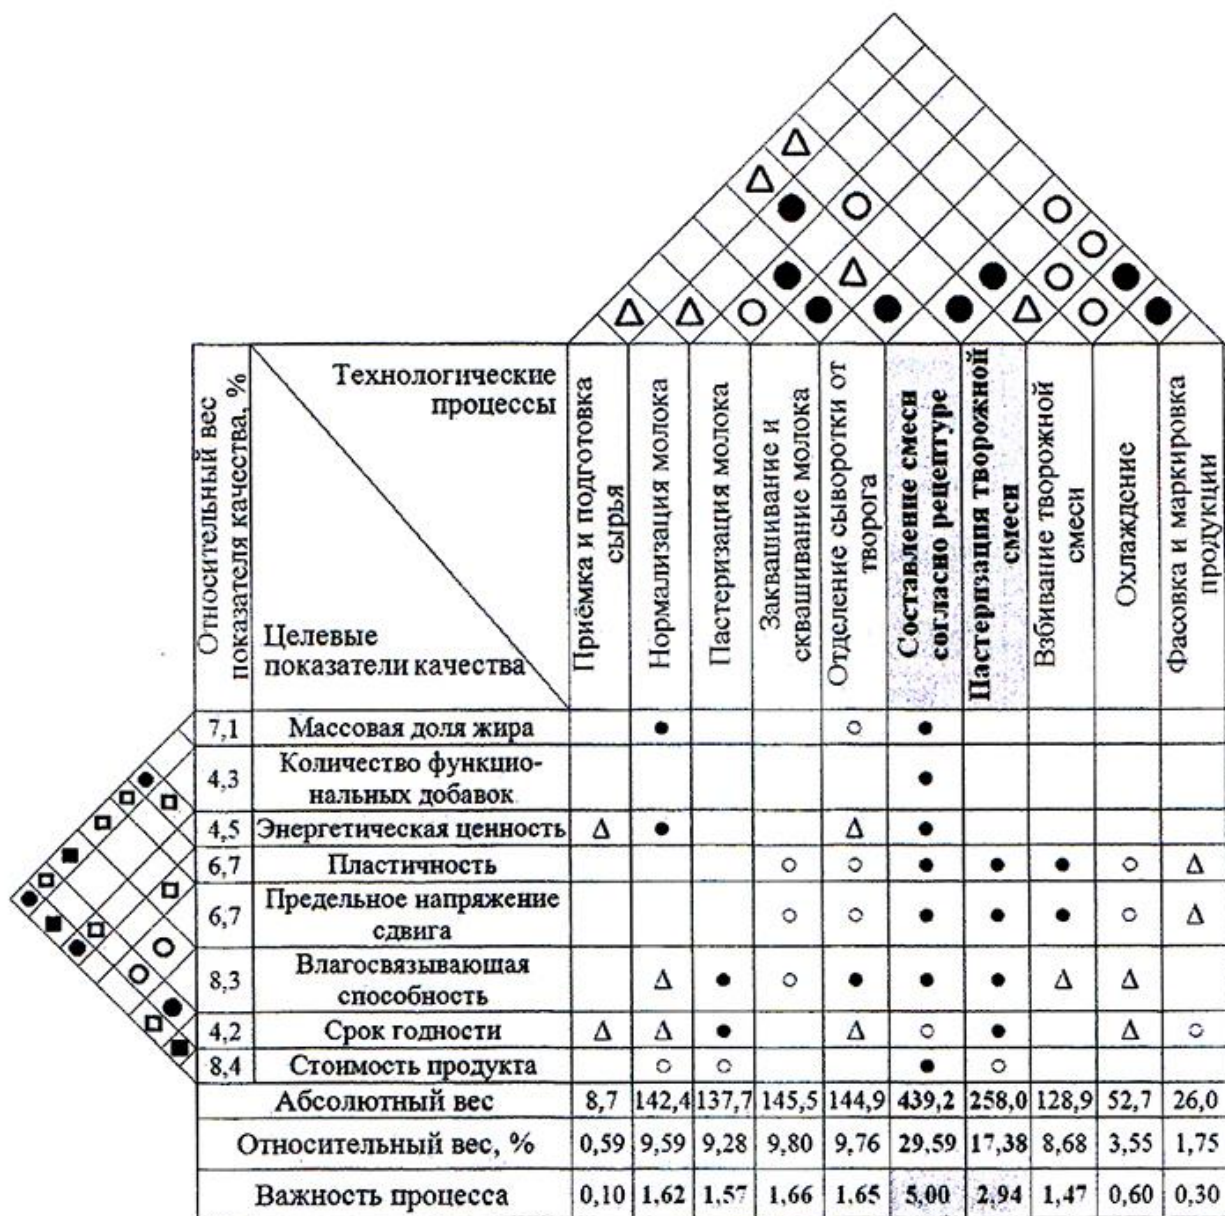 Относительный вес
показателя качества, %
Технологические
процессы
Целевые
показатели качества
Приёмка и подготовка
сырья
Нормализация молока
Пастеризация молока
Заквашивание и
сквашивание молока
Отделение сыворотки от
творога
Составление смеси
согласно рецептуре
Пастеризация творожной
смеси
Взбивание творожной
смеси
Охлаждение
Фасовка и маркировка
продукции
7,1 Массовая доля жира ● ○ ●
4,3 Количество функцио-
нальных добавок ●
4,5 Энергетическая ценность Δ ● Δ ●
6,7 Пластичность ○ ○ ● ● ● ○ Δ
6,7 Предельное напряжение
сдвига ○ ○ ● ● ● ○ Δ
8,3 Влагосвязывающая
способность Δ ● ○ ● ● ● Δ Δ
4,2 Срок годности Δ Δ ● Δ ○ ● Δ ○
8,4 Стоимость продукта ○ ○ ● ○
Абсолютный вес 8,7 142,4 137,7 145,5 144,9 439,2 258,0 128,9 52,7 26,0
Относительный вес, % 0,59 9,59 9,28 9,80 9,76 29,59 17,38 8,68 3,55 1,75
Важность процесса 0,10 1,62 1,57 1,66 1,65 5,00 2,94 1,47 0,60 0,30